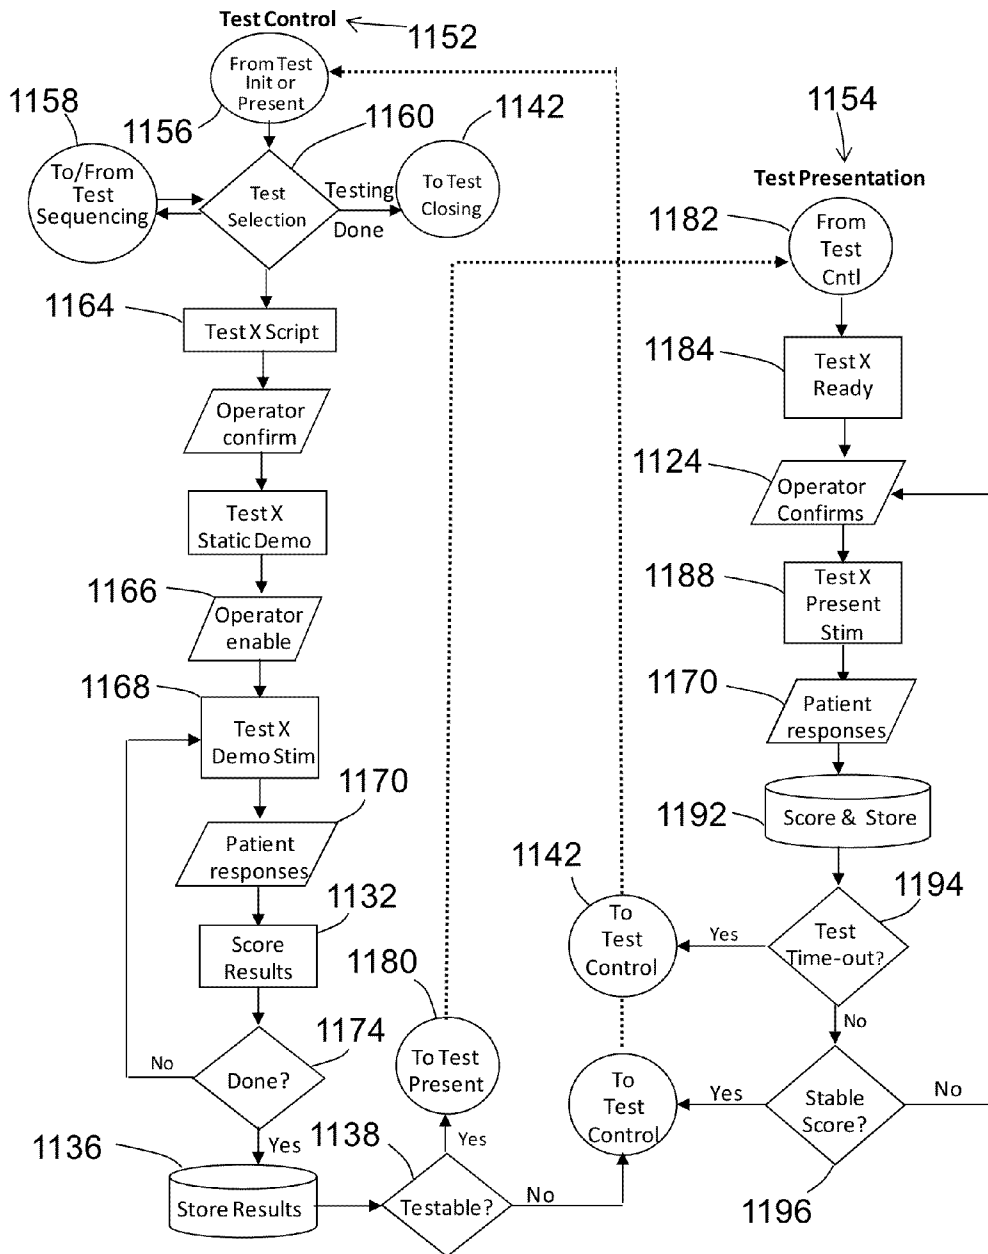 Test Control
1152
From Test
Init or
Present
1156
1158
To/From
Test
Sequencing
1160
Test
Selection
Testing
Done
1142
To Test
Closing
1164
Test X Script
Operator
confirm
Test X
Static Demo
1166
Operator
enable
1168
Test X
Demo Stim
1170
Patient
responses
1132
Score
Results
1174
Done?
No
Yes
1136
Store Results
1138
Testable?
Yes
No
1180
To Test
Present
1154
Test Presentation
1182
From
Test
Cntl
1184
Test X
Ready
1124
Operator
Confirms
1188
Test X
Present
Stim
1170
Patient
responses
1192
Score & Store
1194
Test
Time-out?
Yes
No
1142
To
Test
Control
Stable
Score?
Yes
No
1196
To
Test
Control